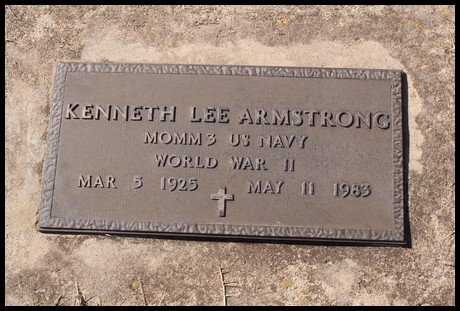 KENNETH LEE ARMSTRONG
MOMM3 US NAVY
WORLD WAR II
MAR 5 1925 MAY 11 1983